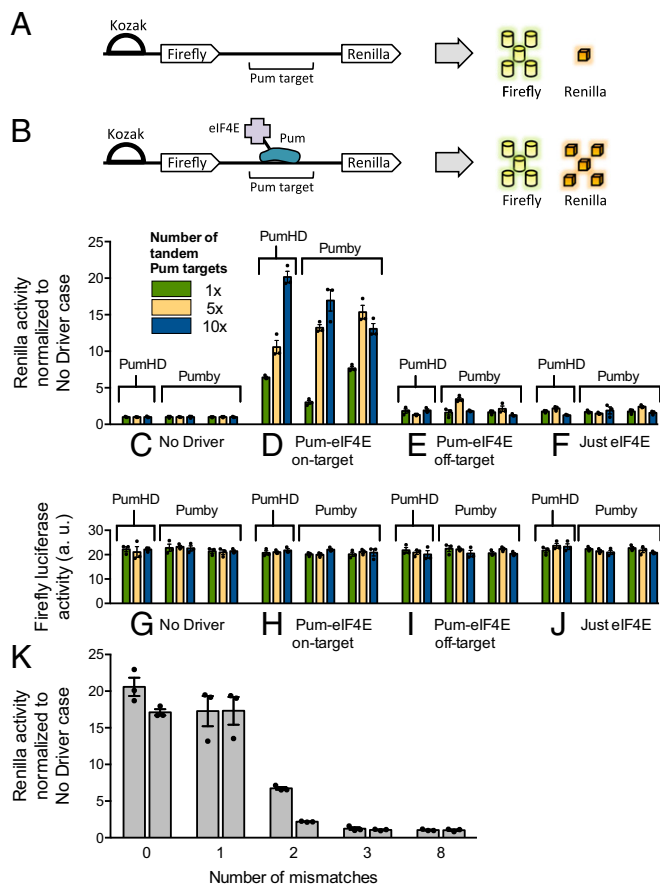 A
Kozak
Firefly
Renilla
Pum target
Firefly
Renilla
B
Kozak
eIF4E
Pum
Firefly
Renilla
Pum target
Firefly
Renilla
Renilla activity
normalized to
No Driver case
25
20
15
10
5
0
Number of
tandem
Pum targets
1x
5x
10x
PumHD
Pumby
PumHD
Pumby
PumHD
Pumby
PumHD
Pumby
C No Driver
D Pum-eIF4E
on-target
E Pum-eIF4E
off-target
F Just eIF4E
Firefly luciferase
activity (a. u.)
30
20
10
0
PumHD
Pumby
PumHD
Pumby
PumHD
Pumby
PumHD
Pumby
G No Driver
H Pum-eIF4E
on-target
I Pum-eIF4E
off-target
J Just eIF4E
K
Renilla activity
normalized to
No Driver case
25
20
15
10
5
0
0 1 2 3 8
Number of mismatches